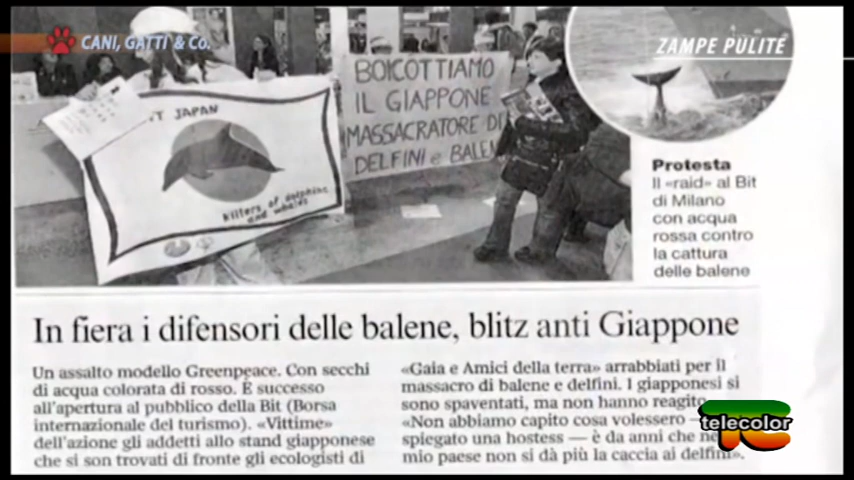 CANI, GATTI & CO.
ZAMPE PULITE
T JAPAN
killers of dolphins
and whales
BOICOTTIAMO
IL GIAPPONE
MASSACRATORE DI
DELFINI e BALEN
Protesta
Il «raid» al Bit
di Milano
con acqua
rossa contro
la cattura
delle balene
In fiera i difensori delle balene, blitz anti Giappone
Un assalto modello Greenpeace. Con secchi
di acqua colorata di rosso. È successo
all'apertura al pubblico della Bit (Borsa
internazionale del turismo). «Vittime»
dell'azione gli addetti allo stand giapponese
che si sono trovati di fronte gli ecologisti di
«Gaia e Amici della terra» arrabbiati per il
massacro di balene e delfini. I giapponesi si
sono spaventati, ma non hanno reagito.
«Non abbiamo capito cosa volessero —
spiegato una hostess — è da anni che ne
mio paese non si dà più la caccia ai delfini».
telecolor